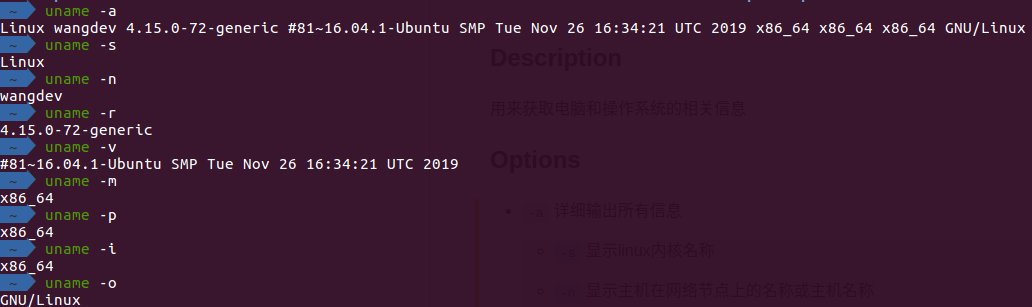 ~ uname -a
Linux wangdev 4.15.0-72-generic #81~16.04.1-Ubuntu SMP Tue Nov 26 16:34:21 UTC 2019 x86_64 x86_64 x86_64 GNU/Linux
~ uname -s
Description
Linux
~ uname -n
wangdev
用来获取电脑和操作系统的相关信息
~ uname -r
4.15.0-72-generic
~ uname -v
Options
#81~16.04.1-Ubuntu SMP Tue Nov 26 16:34:21 UTC 2019
~ uname -m
x86_64
~ uname -p
-a: 详细输出所有信息
x86_64
~ uname -i
显示linux内核名称
x86_64
~ uname -o
显示主机在网络节点上的名称或主机名称
GNU/Linux